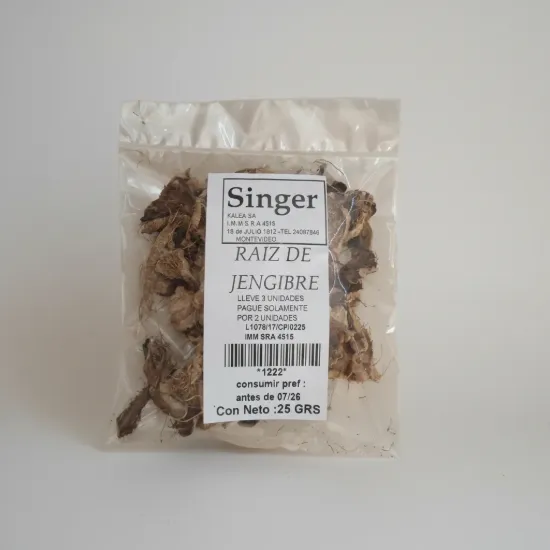 Singer
KALEA SA
I.M.M S R A 4515
18 de JULIO 1812 -TEL 24087846
MONTEVIDEO
RAIZ DE
JENGIBRE
LLEVE 3 UNIDADES
PAGUE SOLAMENTE
POR 2 UNIDADES
L1078/17/CP/0225
IMM SRA 4515
*1222*
consumir pref :
antes de 07/26
Con Neto :25 GRS